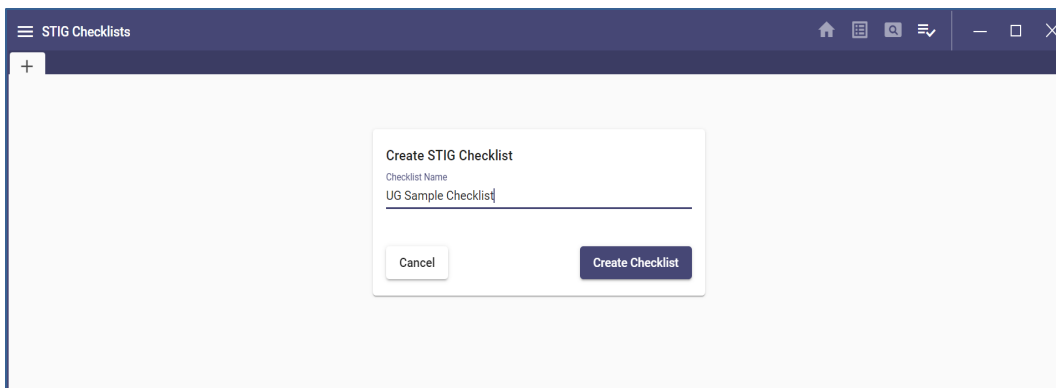 STIG Checklists
Create STIG Checklist
Checklist Name
UG Sample Checklist
Cancel
Create Checklist